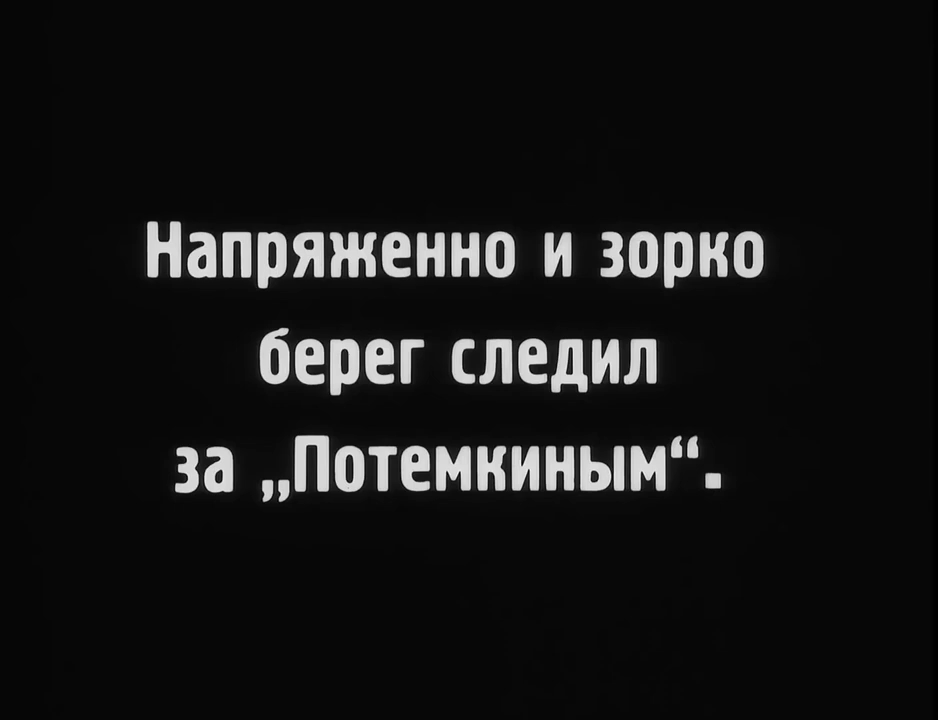 Напряженно и зорко
берег следил
за „Потемкиным“.